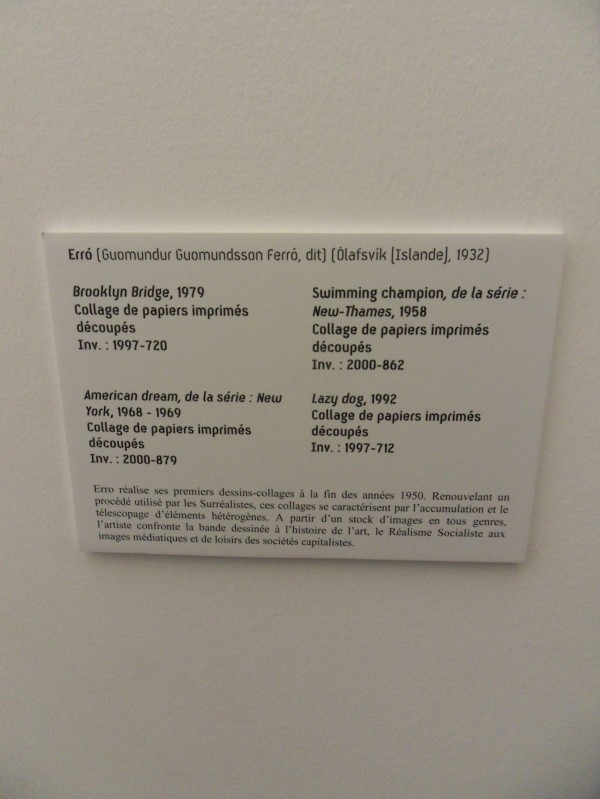 Erró (Guomundur Guomundsson Ferró, dit) (Òlafsvík [Islande], 1932)
Brooklyn Bridge, 1979
Collage de papiers imprimés
découpés
Inv. : 1997-720
Swimming champion, de la série :
New-Thames, 1958
Collage de papiers imprimés
découpés
Inv. : 2000-862
American dream, de la série : New
York, 1968 - 1969
Collage de papiers imprimés
découpés
Inv. : 2000-879
Lazy dog, 1992
Collage de papiers imprimés
découpés
Inv. : 1997-712
Erro réalise ses premiers dessins-collages à la fin des années 1950. Renouvelant un
procédé utilisé par les Surréalistes, ces collages se caractérisent par l'accumulation et le
télescopage d'éléments hétérogènes. A partir d'un stock d'images en tous genres,
l'artiste confronte la bande dessinée à l'histoire de l'art, le Réalisme Socialiste aux
images médiatiques et de loisirs des sociétés capitalistes.